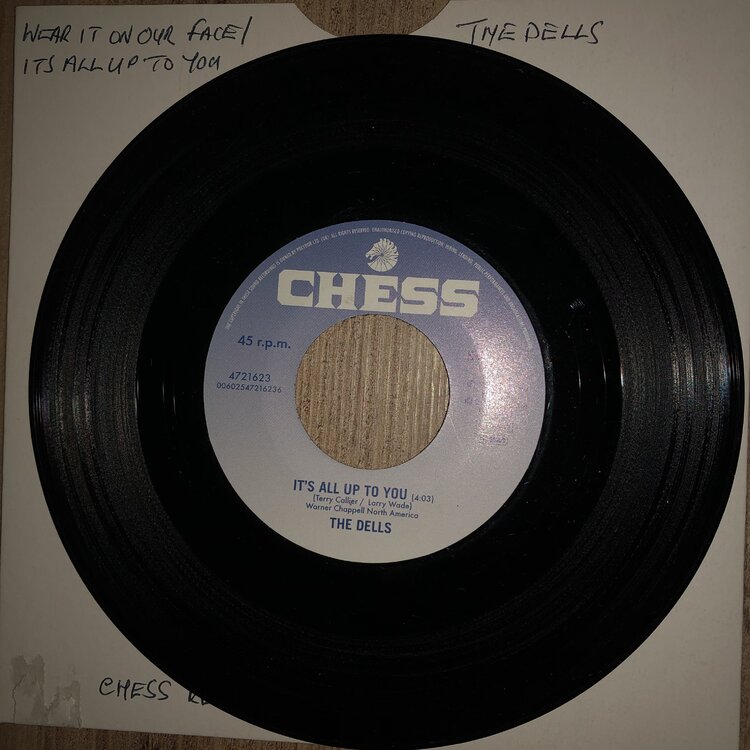 WEAR IT ON OUR FACE/
ITS ALL UP TO YOU
THE DELLS
CHESS
45 r.p.m.
4721623
00602547216236
IT'S ALL UP TO YOU (4:03)
(Terry Callier / Larry Wade)
Warner Chappell North America
THE DELLS
CHESS